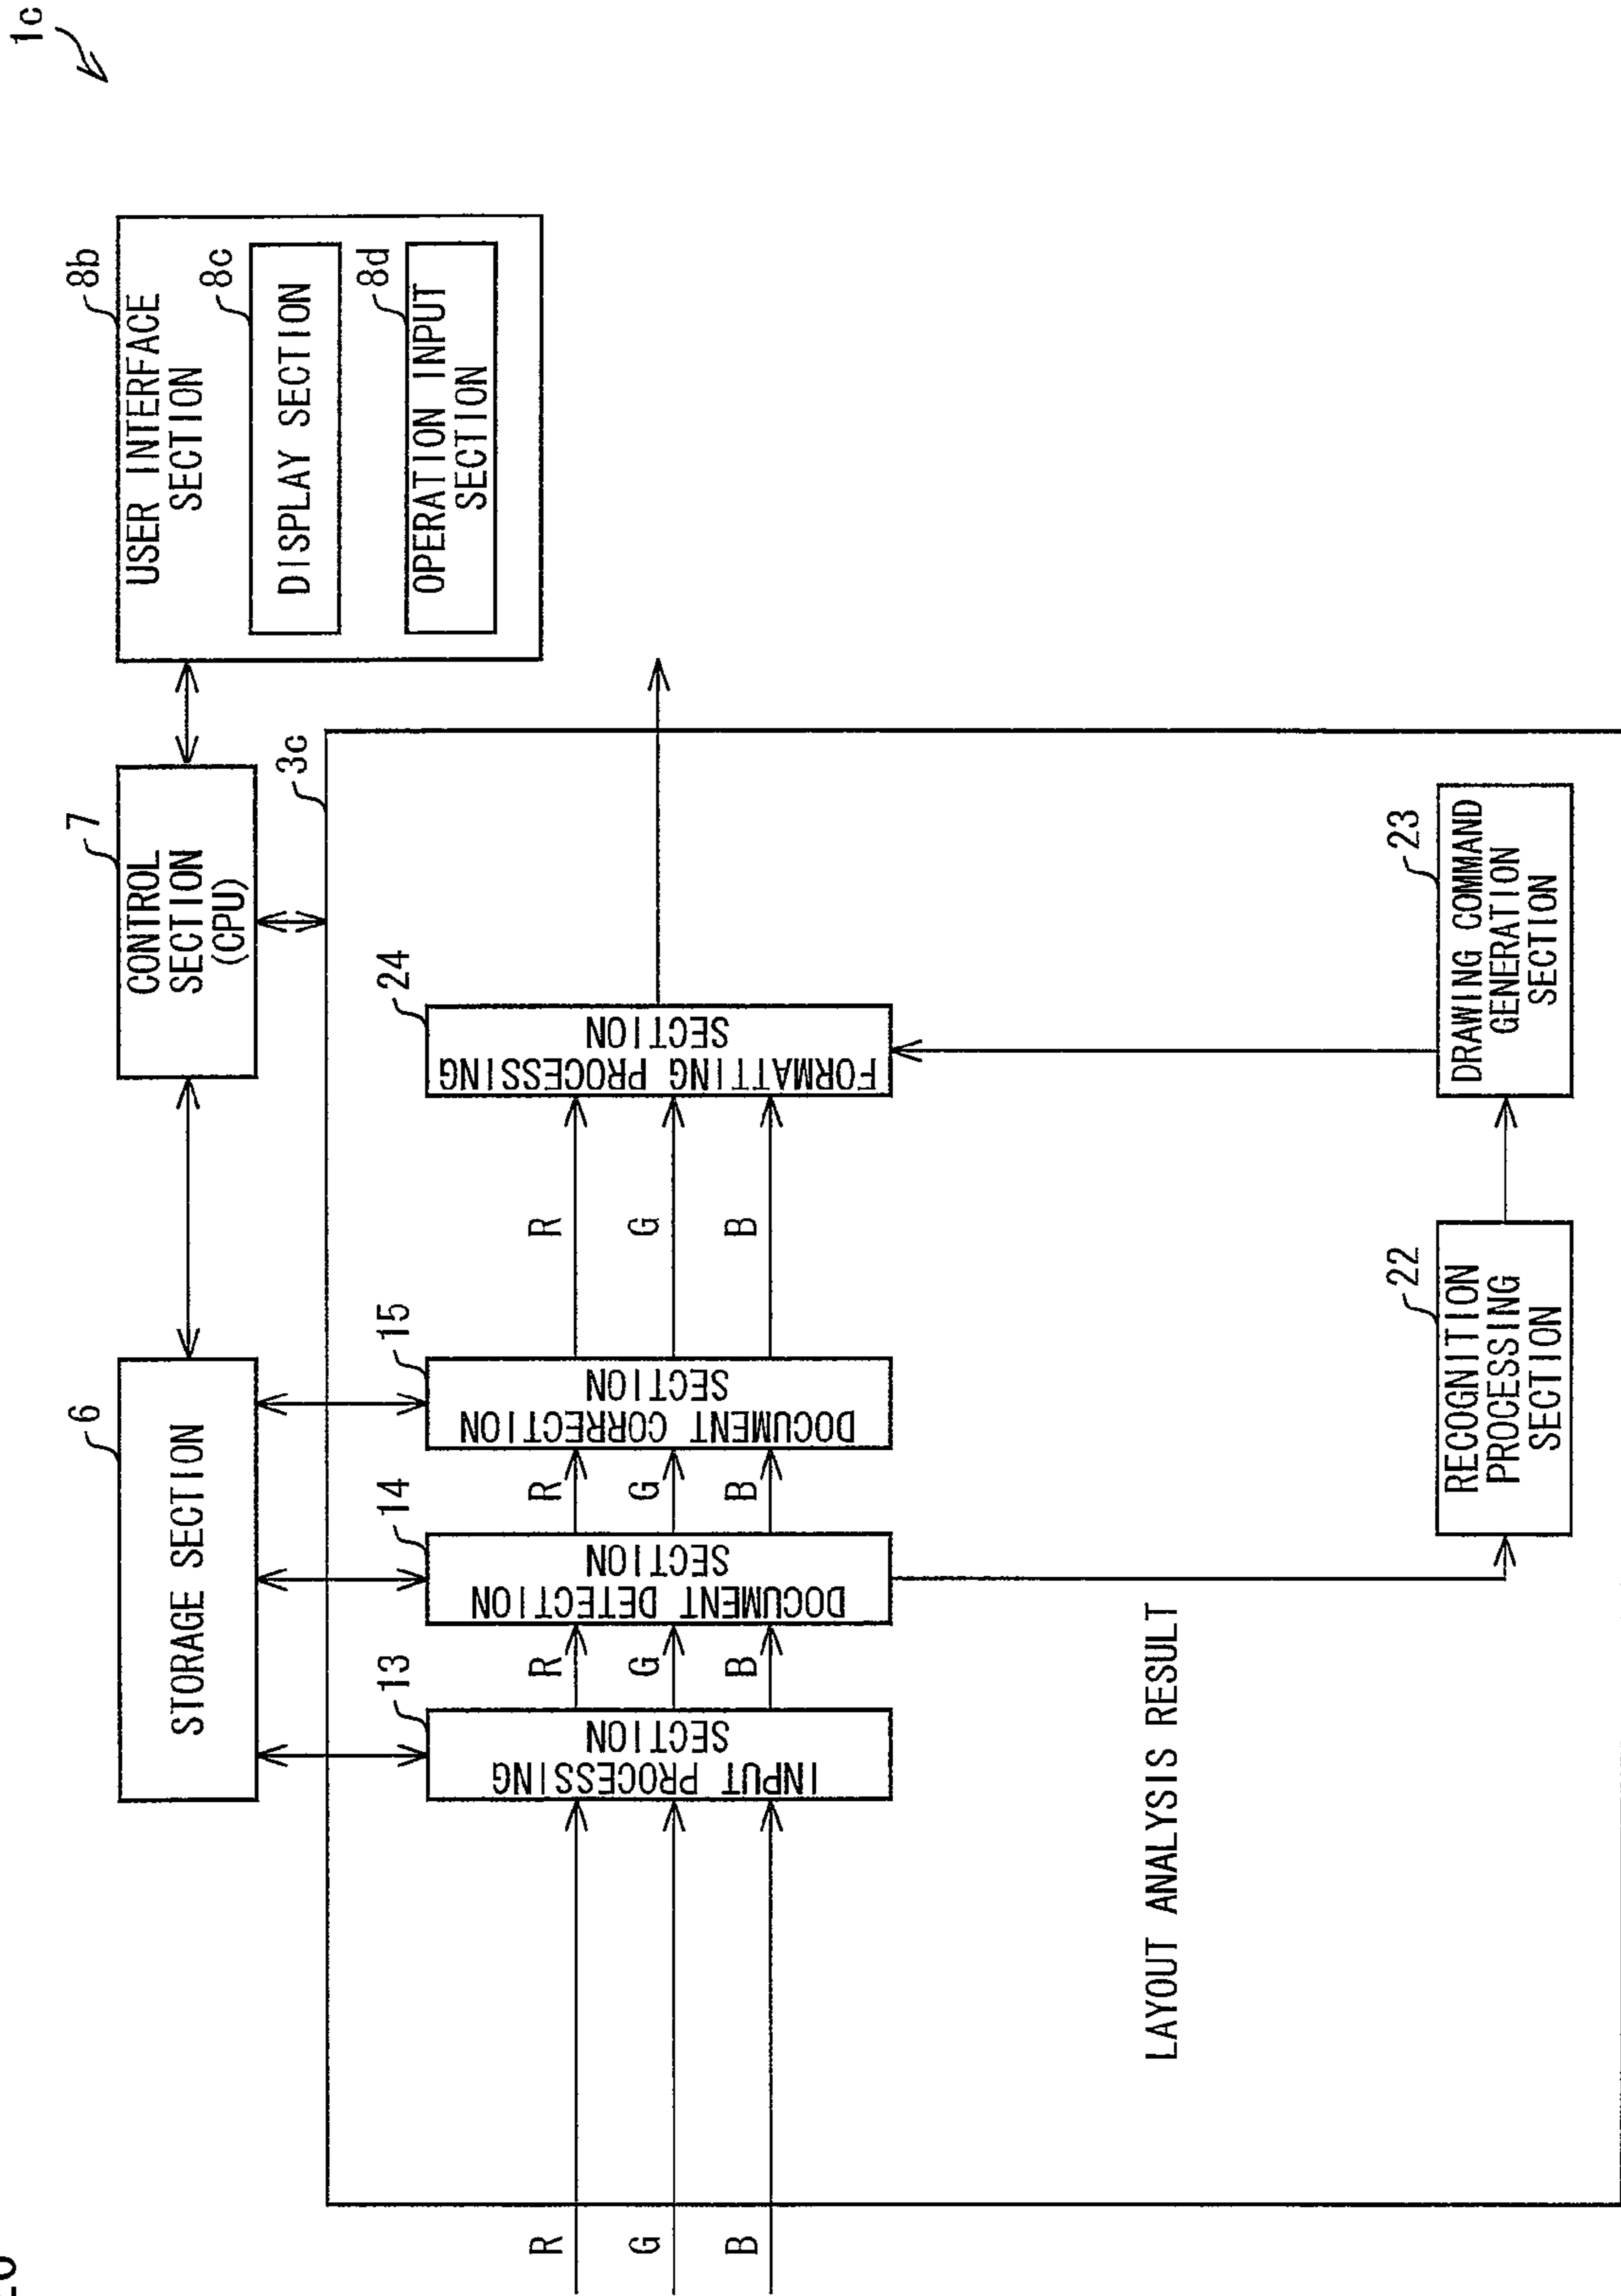 1c
8b
USER INTERFACE
SECTION
8c
DISPLAY SECTION
8d
OPERATION INPUT
SECTION
7
CONTROL
SECTION
(CPU)
6
STORAGE SECTION
3c
13
INPUT PROCESSING
SECTION
14
DOCUMENT DETECTION
SECTION
15
DOCUMENT CORRECTION
SECTION
24
FORMATTING PROCESSING
SECTION
R
G
B
R
G
B
R
G
B
R
G
B
LAYOUT ANALYSIS RESULT
22
RECOGNITION
PROCESSING
SECTION
23
DRAWING COMMAND
GENERATION
SECTION